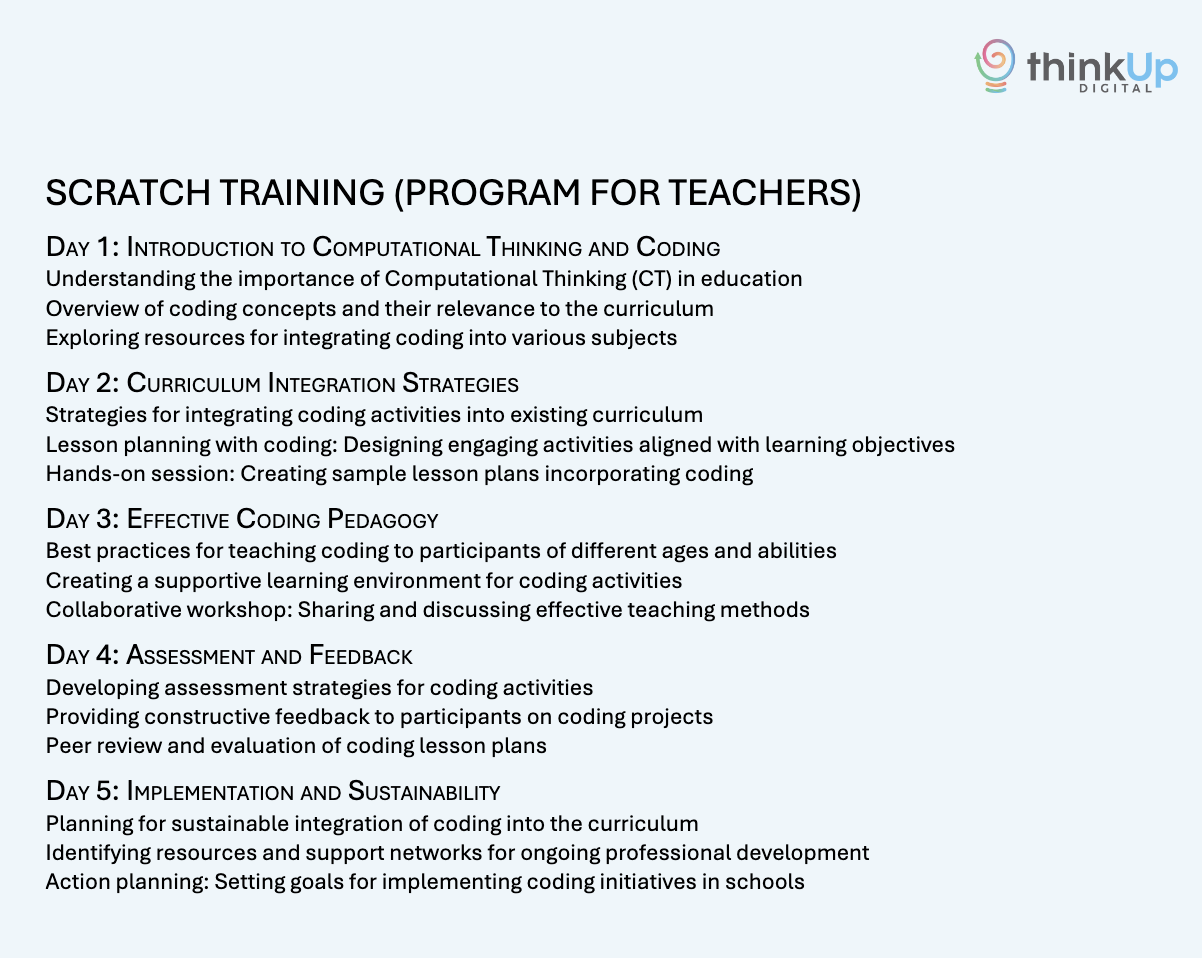 thinkUp
DIGITAL
SCRATCH TRAINING (PROGRAM FOR TEACHERS)
Day 1: Introduction to Computational Thinking and Coding
Understanding the importance of Computational Thinking (CT) in education
Overview of coding concepts and their relevance to the curriculum
Exploring resources for integrating coding into various subjects
Day 2: Curriculum Integration Strategies
Strategies for integrating coding activities into existing curriculum
Lesson planning with coding: Designing engaging activities aligned with learning objectives
Hands-on session: Creating sample lesson plans incorporating coding
Day 3: Effective Coding Pedagogy
Best practices for teaching coding to participants of different ages and abilities
Creating a supportive learning environment for coding activities
Collaborative workshop: Sharing and discussing effective teaching methods
Day 4: Assessment and Feedback
Developing assessment strategies for coding activities
Providing constructive feedback to participants on coding projects
Peer review and evaluation of coding lesson plans
Day 5: Implementation and Sustainability
Planning for sustainable integration of coding into the curriculum
Identifying resources and support networks for ongoing professional development
Action planning: Setting goals for implementing coding initiatives in schools